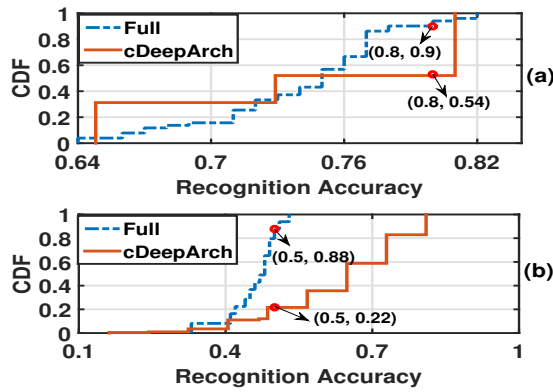 1
0.8
0.6
0.4
0.2
0
CDF
Full
cDeepArch
(0.8, 0.9)
(0.8, 0.54)
(a)
0.64 0.7 0.76 0.82
Recognition Accuracy
1
0.8
0.6
0.4
0.2
0
CDF
Full
cDeepArch
(0.5, 0.88)
(0.5, 0.22)
(b)
0.1 0.4 0.7 1
Recognition Accuracy